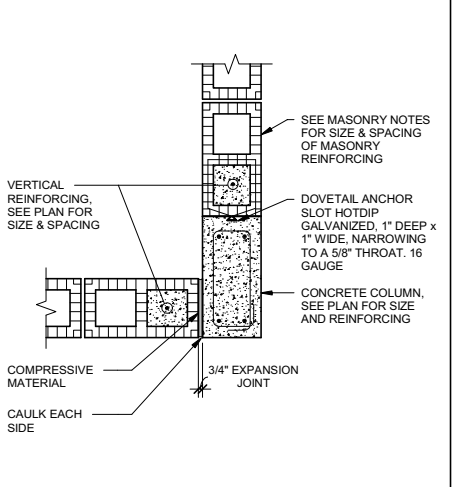 SEE MASONRY NOTES
FOR SIZE & SPACING
OF MASONRY
REINFORCING
VERTICAL
REINFORCING,
SEE PLAN FOR
SIZE & SPACING
DOVETAIL ANCHOR
SLOT HOTDIP
GALVANIZED, 1" DEEP x
1" WIDE, NARROWING
TO A 5/8" THROAT. 16
GAUGE
CONCRETE COLUMN,
SEE PLAN FOR SIZE
AND REINFORCING
COMPRESSIVE
MATERIAL
3/4" EXPANSION
JOINT
CAULK EACH
SIDE